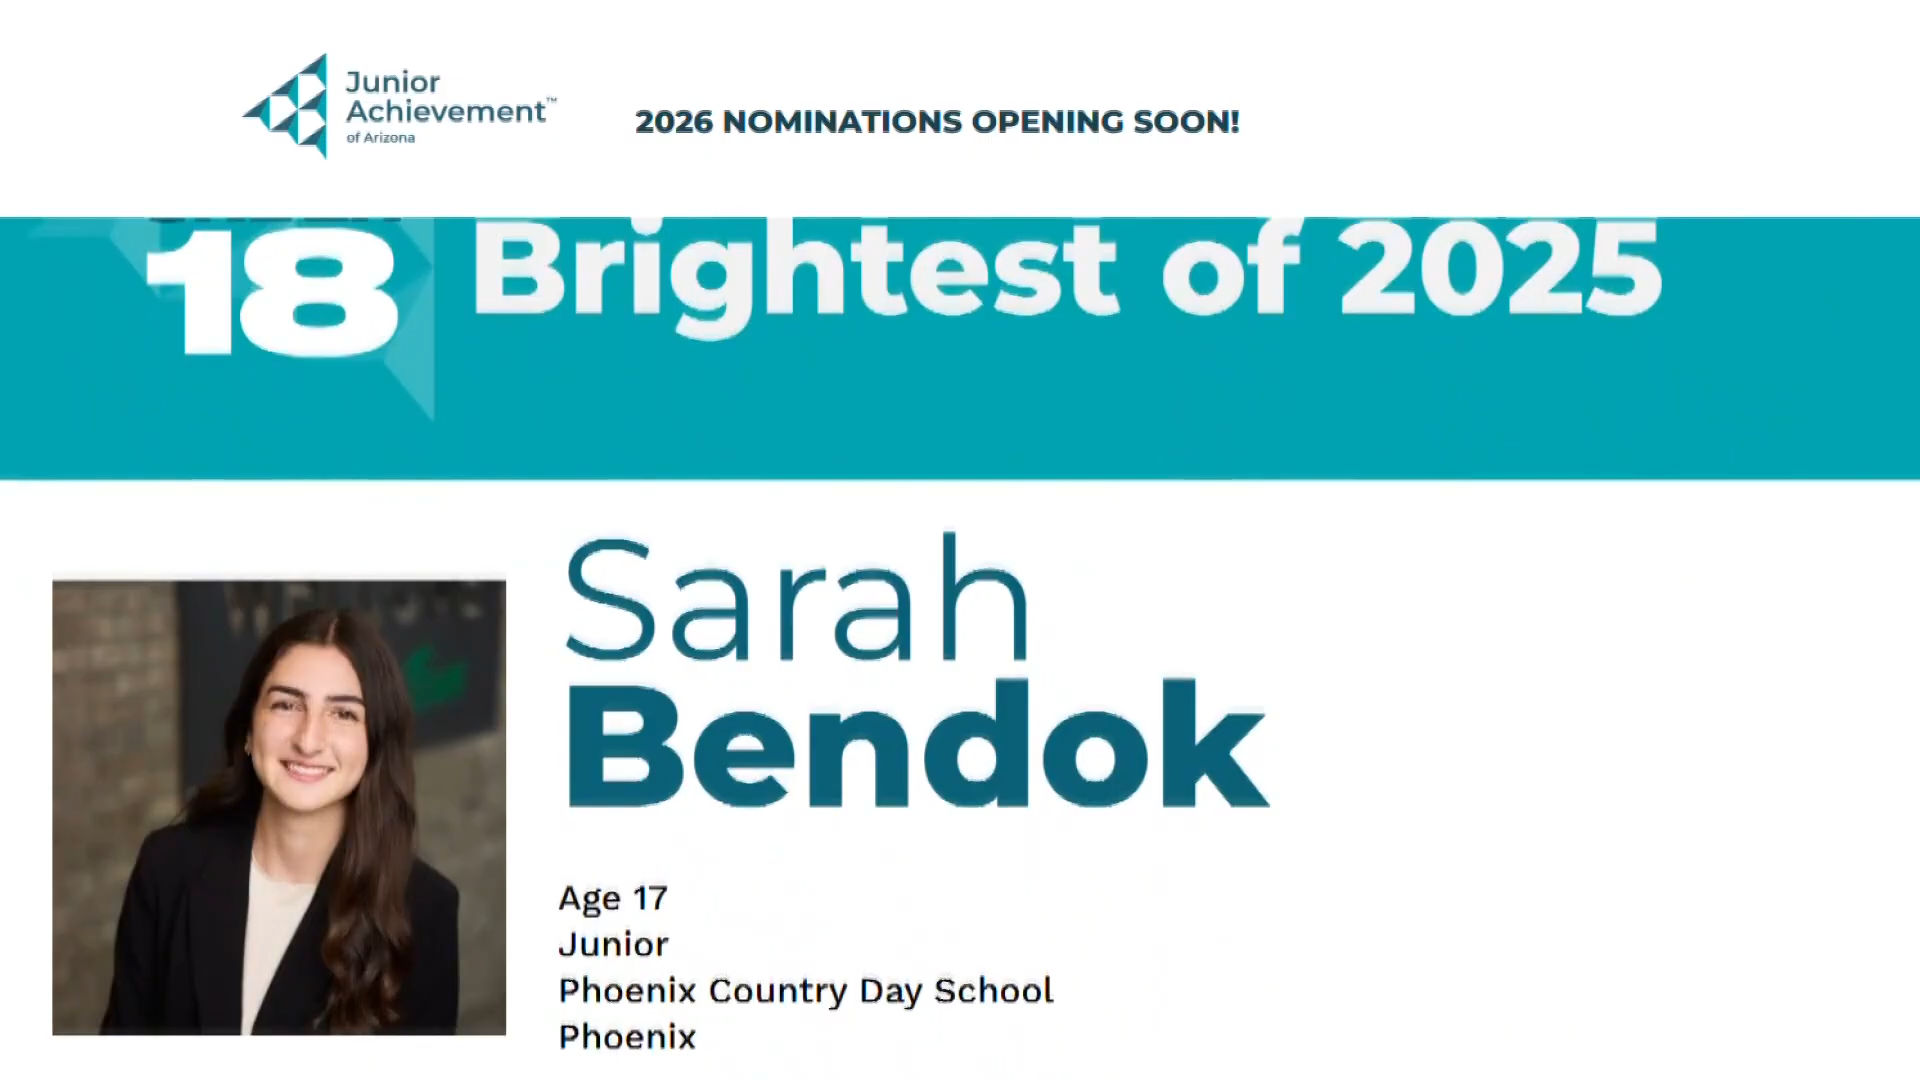 Junior
Achievement™
of Arizona
2026 NOMINATIONS OPENING SOON!
18
Brightest of 2025
Sarah
Bendok
Age 17
Junior
Phoenix Country Day School
Phoenix